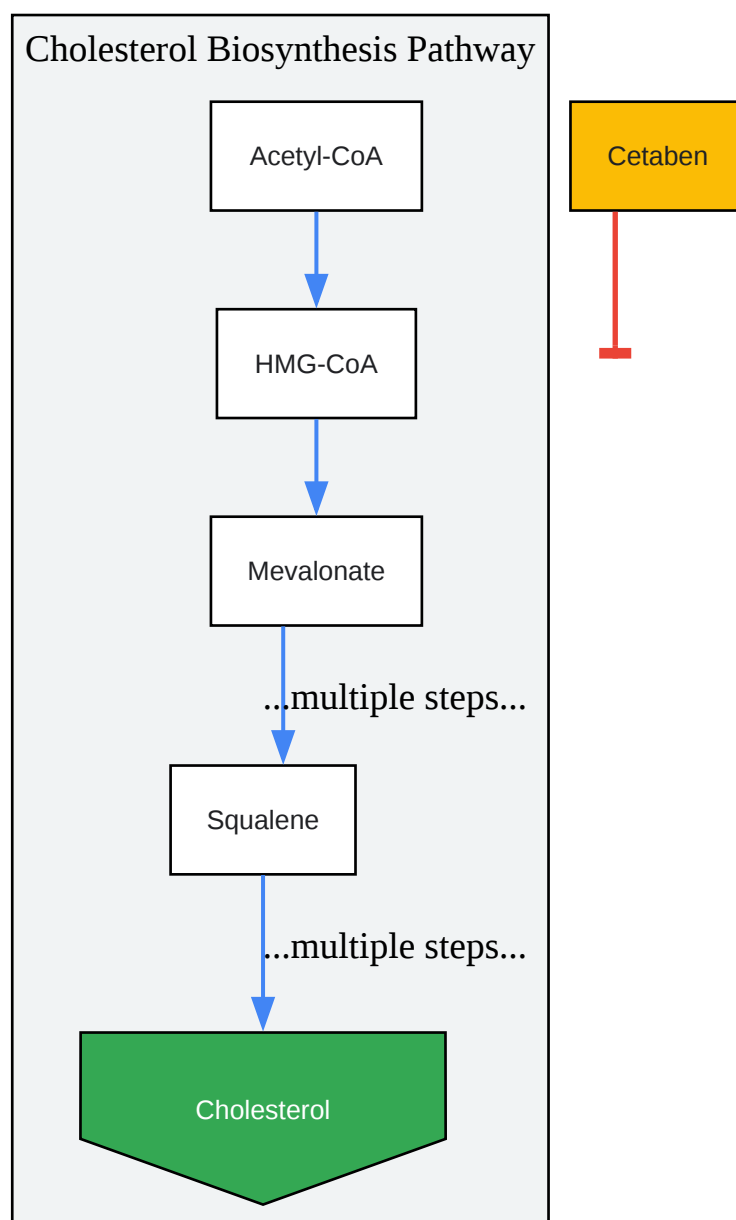 Cholesterol Biosynthesis Pathway
Acetyl-CoA
Cetaben
HMG-CoA
Mevalonate
...multiple steps...
Squalene
...multiple steps...
Cholesterol